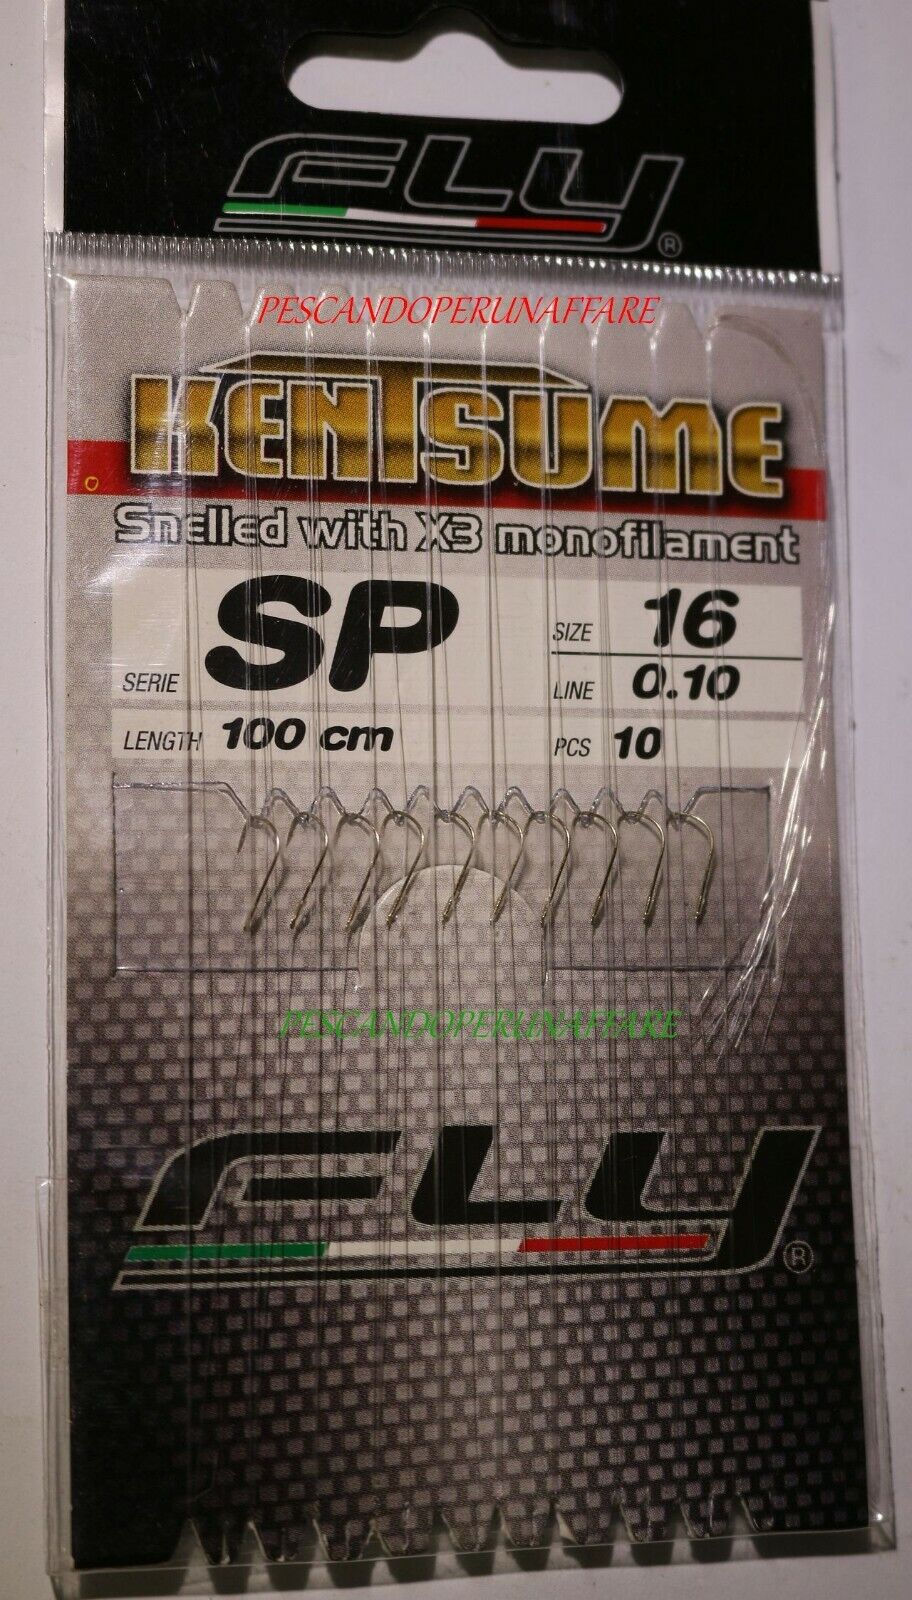 FLY
®
PESCANDOPERUNAFFARE
KENTSUME
Snelled with X3 monofilament
SERIE SP
SIZE 16
LINE 0.10
LENGTH 100 cm
PCS 10
PESCANDOPERUNAFFARE
FLY
®